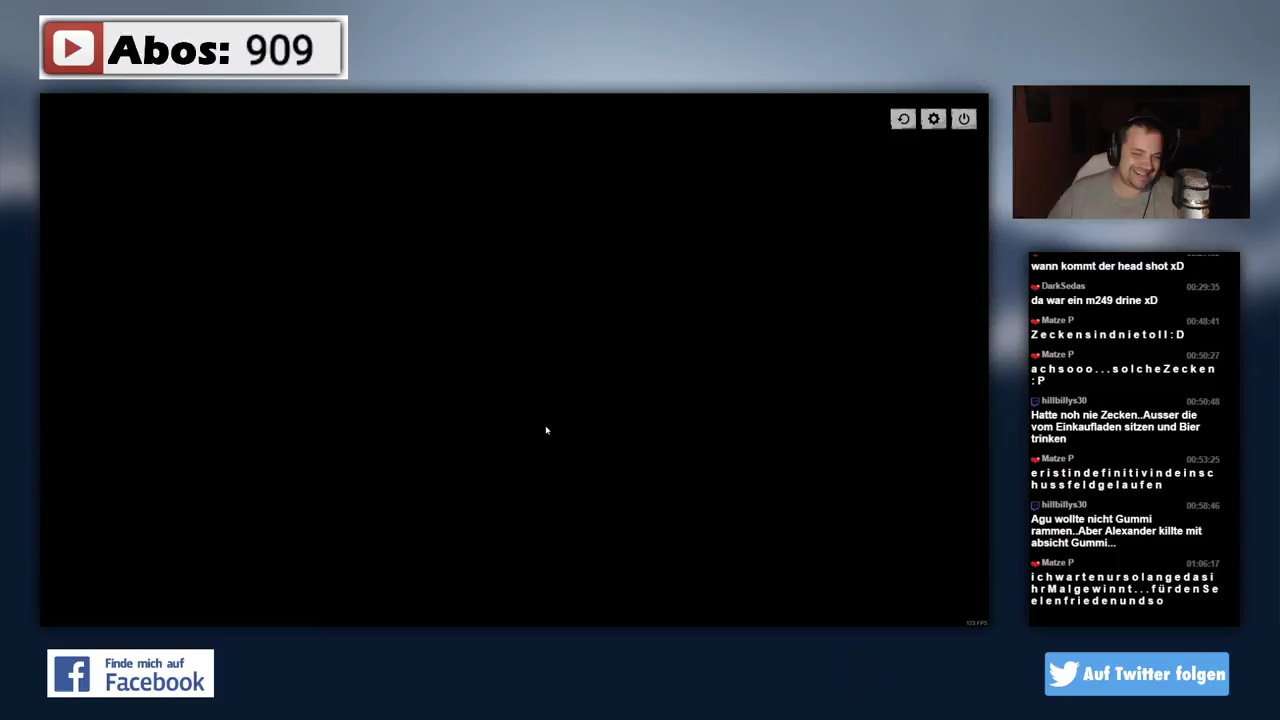 Abos: 909
wann kommt der head shot xD
DarkSedas 00:29:35
da war ein m249 drine xD
Matze P 00:48:41
Z e c k e n s i n d n i e t o l l : D
Matze P 00:50:27
a c h s o o o . . . s o l c h e Z e c k e n
: P
hillbillys30 00:50:48
Hatte noh nie Zecken..Ausser die
vom Einkaufladen sitzen und Bier
trinken
Matze P 00:53:25
e r i s t i n d e f i n i t i v i n d e i n s c
h u s s f e l d g e l a u f e n
hillbillys30 00:58:46
Agu wollte nicht Gummi
rammen..Aber Alexander killte mit
absicht Gummi...
Matze P 01:06:17
i c h w a r t e n u r s o l a n g e d a s i
h r M a l g e w i n n t . . . f ü r d e n S e
e l e n f r i e d e n u n d s o
123 FPS
Finde mich auf
Facebook
Auf Twitter folgen